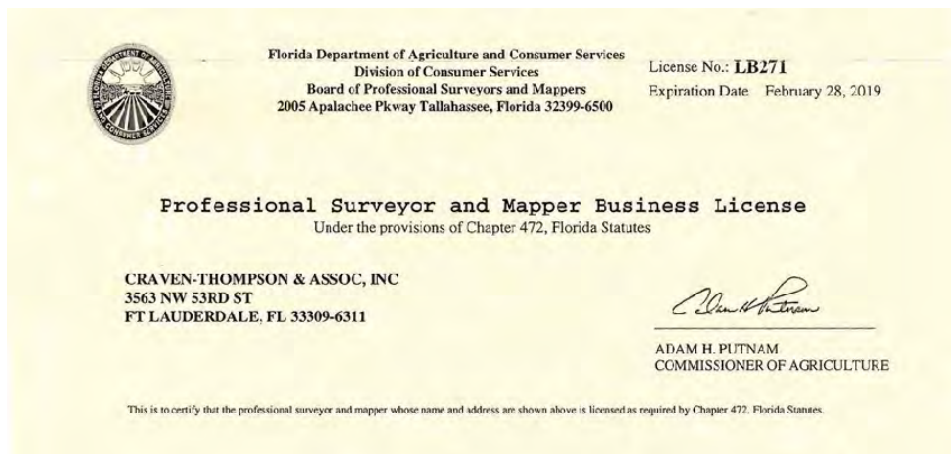 Florida Department of Agriculture and Consumer Services
Division of Consumer Services
Board of Professional Surveyors and Mappers
2005 Apalachee Pkway Tallahassee, Florida 32399-6500
License No.: LB271
Expiration Date February 28, 2019
Professional Surveyor and Mapper Business License
Under the provisions of Chapter 472, Florida Statutes
CRAVEN-THOMPSON & ASSOC, INC
3563 NW 53RD ST
FT LAUDERDALE, FL 33309-6311
ADAM H. PUTNAM
COMMISSIONER OF AGRICULTURE
This is to certify that the professional surveyor and mapper whose name and address are shown above is licensed as required by Chapter 472, Florida Statutes.